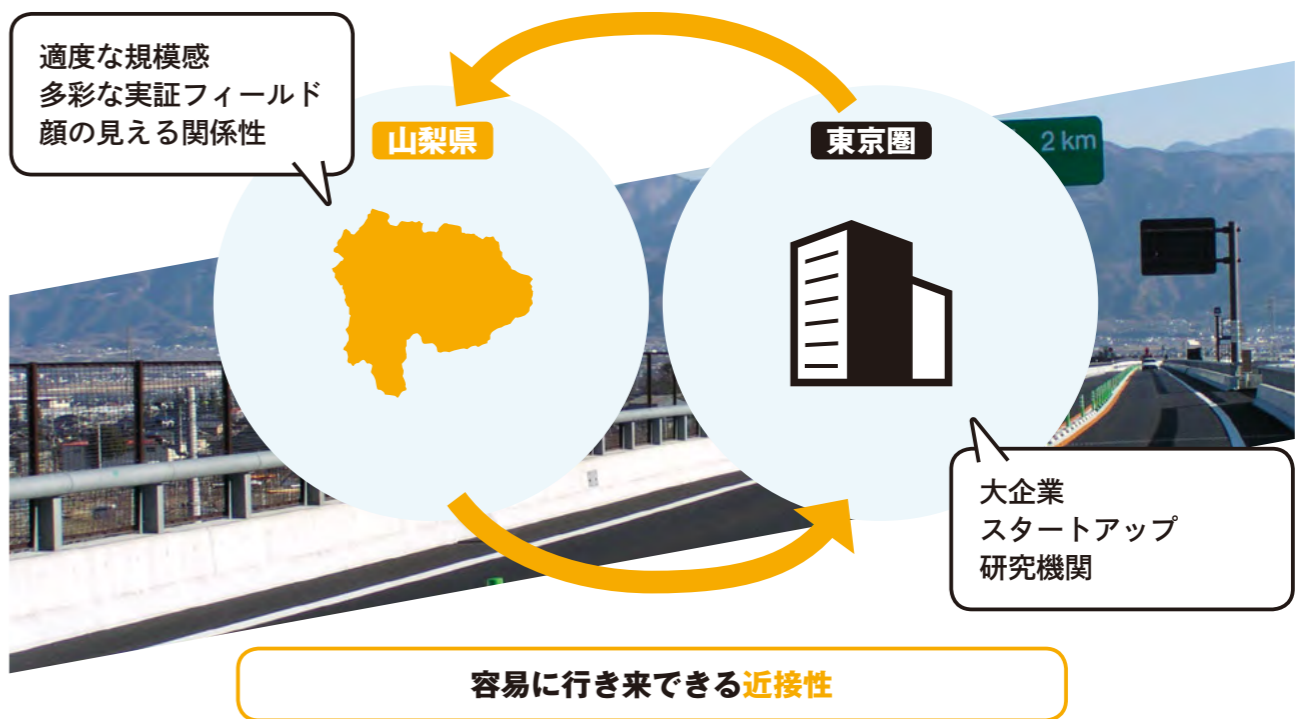 適度な規模感
多彩な実証フィールド
顔の見える関係性
山梨県
東京圏
2 km
大企業
スタートアップ
研究機関
容易に行き来できる近接性